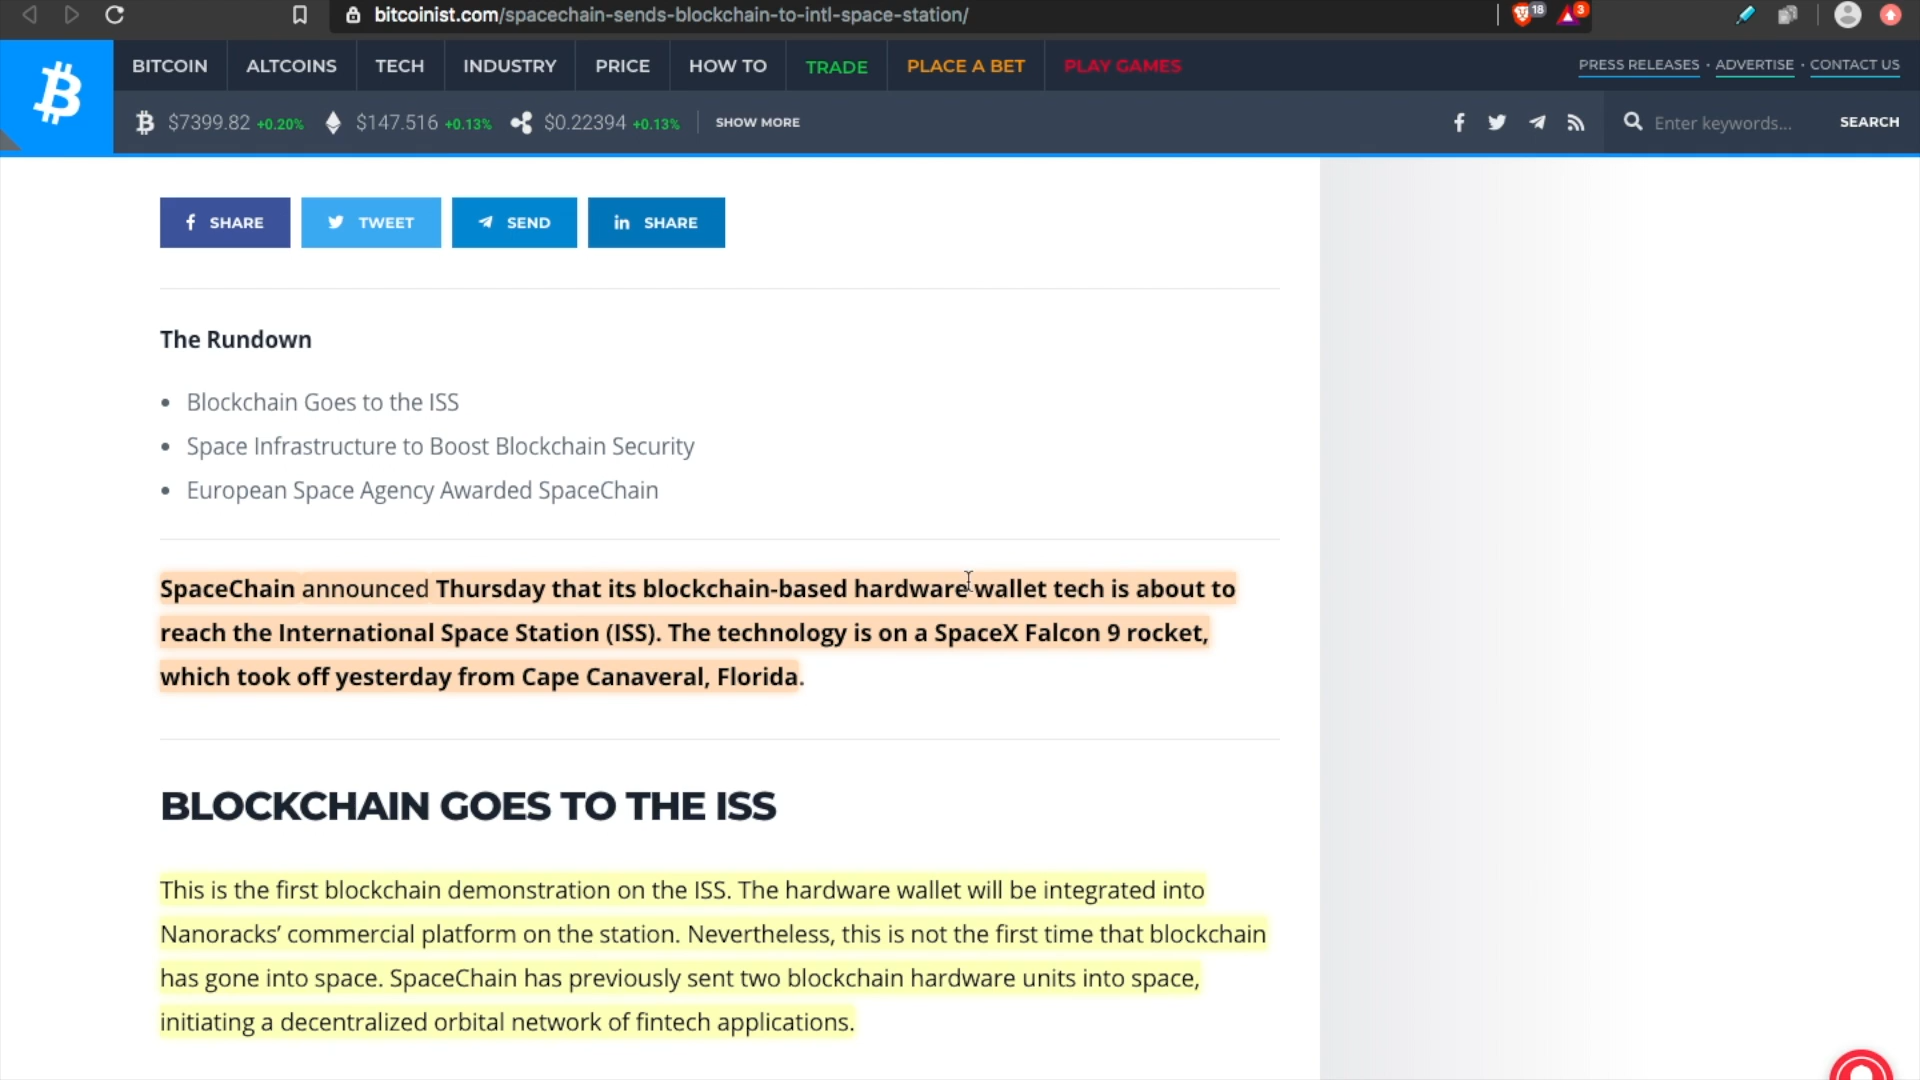 bitcoinist.com/spacechain-sends-blockchain-to-intl-space-station/
18
3
BITCOIN ALTCOINS TECH INDUSTRY PRICE HOW TO TRADE PLACE A BET PLAY GAMES
PRESS RELEASES · ADVERTISE · CONTACT US
$7399.82 +0.20% $147.516 +0.13% $0.22394 +0.13% SHOW MORE
Enter keywords... SEARCH
SHARE TWEET SEND SHARE
The Rundown
• Blockchain Goes to the ISS
• Space Infrastructure to Boost Blockchain Security
• European Space Agency Awarded SpaceChain
SpaceChain announced Thursday that its blockchain-based hardware wallet tech is about to
reach the International Space Station (ISS). The technology is on a SpaceX Falcon 9 rocket,
which took off yesterday from Cape Canaveral, Florida.
BLOCKCHAIN GOES TO THE ISS
This is the first blockchain demonstration on the ISS. The hardware wallet will be integrated into
Nanoracks’ commercial platform on the station. Nevertheless, this is not the first time that blockchain
has gone into space. SpaceChain has previously sent two blockchain hardware units into space,
initiating a decentralized orbital network of fintech applications.